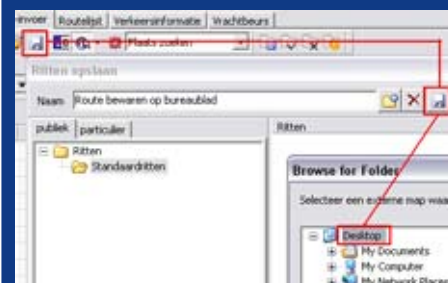 invoer Routelijst Verkeersinformatie Wachtbeurs
Plaats zoeken
Ritten opslaan
Naam Route bewaren op bureaublad
publiek particulier Ritten
Ritten
Standaardritten
Browse for Folder
Selecteer een externe map waa
Desktop
My Documents
My Computer
My Network Places